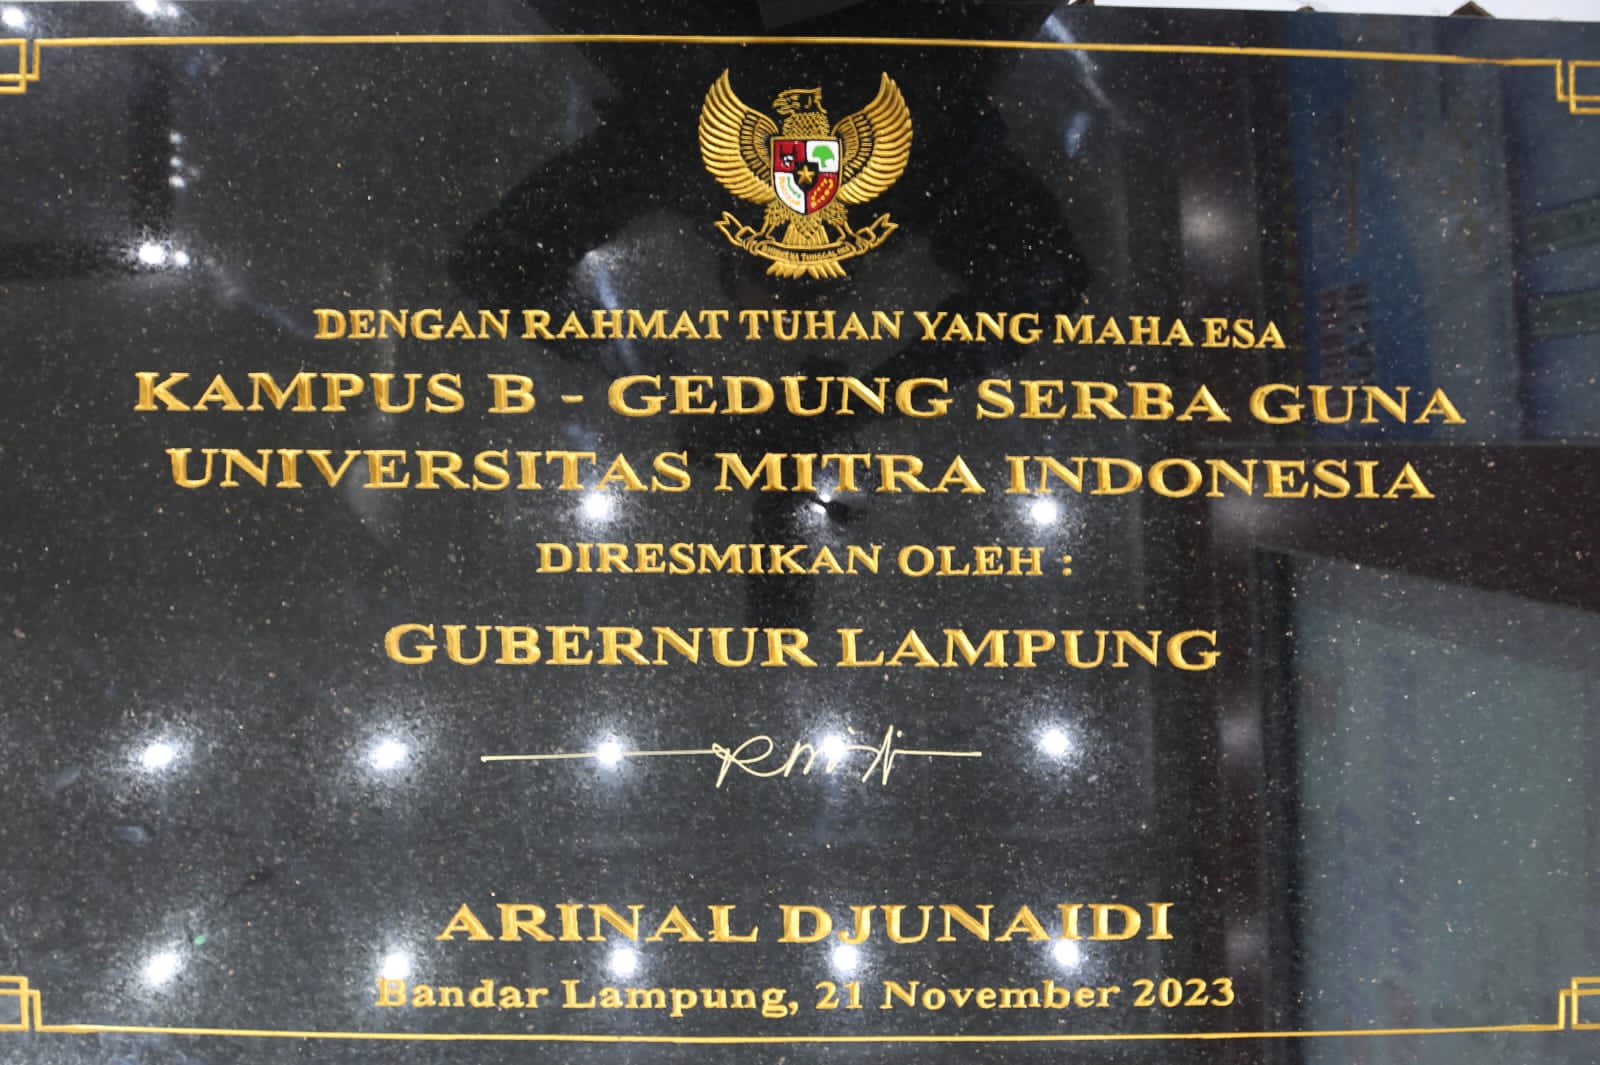 DENGAN RAHMAT TUHAN YANG MAHA ESA
KAMPUS B - GEDUNG SERBA GUNA
UNIVERSITAS MITRA INDONESIA
DIRESMIKAN OLEH :
GUBERNUR LAMPUNG
ARINAL DJUNAIDI
Bandar Lampung, 21 November 2023